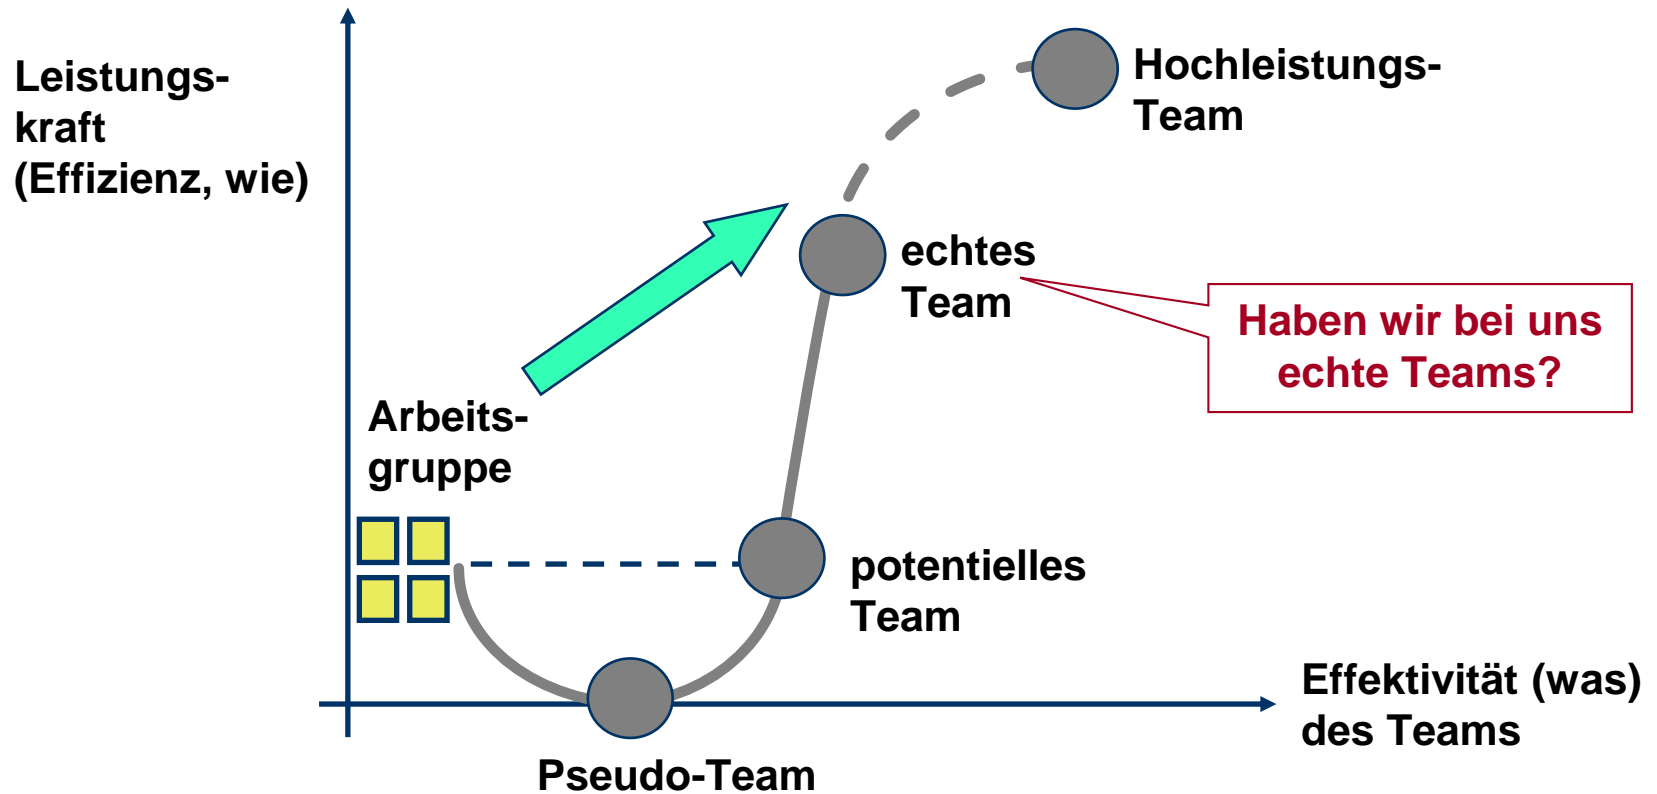 Leistungs-
kraft
(Effizienz, wie)
Hochleistungs-
Team
echtes
Team
Haben wir bei uns
echte Teams?
Arbeits-
gruppe
potentielles
Team
Effektivität (was)
des Teams
Pseudo-Team